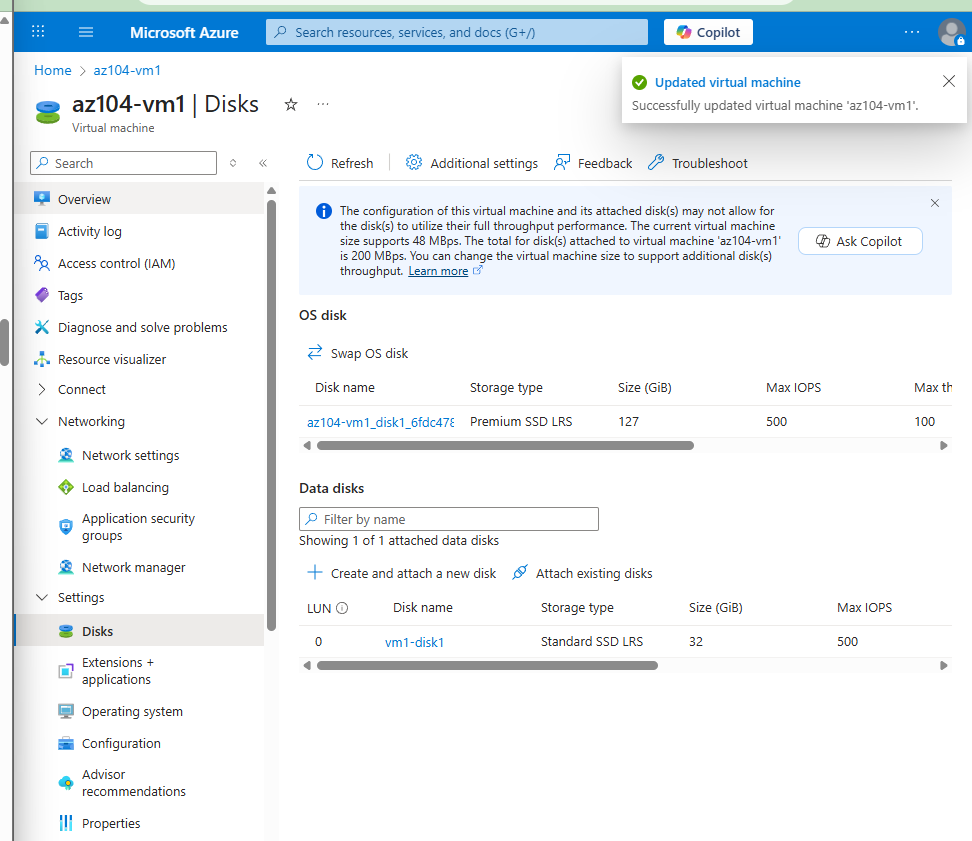 Microsoft Azure
Search resources, services, and docs (G+/)
Copilot
Home > az104-vm1
Updated virtual machine
Successfully updated virtual machine 'az104-vm1'.
az104-vm1 | Disks
Virtual machine
Search
Refresh
Additional settings
Feedback
Troubleshoot
Overview
Activity log
Access control (IAM)
Tags
Diagnose and solve problems
Resource visualizer
Connect
Networking
Network settings
Load balancing
Application security
groups
Network manager
Settings
Disks
Extensions +
applications
Operating system
Configuration
Advisor
recommendations
Properties
The configuration of this virtual machine and its attached disk(s) may not allow for
the disk(s) to utilize their full throughput performance. The current virtual machine
size supports 48 MBps. The total for disk(s) attached to virtual machine 'az104-vm1'
is 200 MBps. You can change the virtual machine size to support additional disk(s)
throughput. Learn more
Ask Copilot
OS disk
Swap OS disk
Disk name Storage type Size (GiB) Max IOPS Max th
az104-vm1_disk1_6fdc478 Premium SSD LRS 127 500 100
Data disks
Filter by name
Showing 1 of 1 attached data disks
Create and attach a new disk
Attach existing disks
LUN Disk name Storage type Size (GiB) Max IOPS
0 vm1-disk1 Standard SSD LRS 32 500